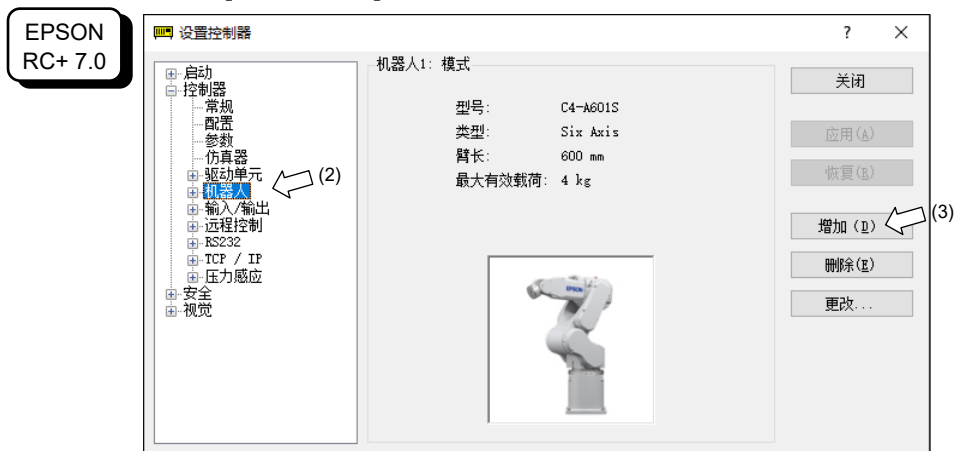 EPSON
RC+ 7.0
设置控制器
启动
控制器
常规
配置
参数
仿真器
驱动单元
机器人
(2)
输入/输出
远程控制
RS232
TCP / IP
压力感应
安全
视觉
机器人1: 模式
型号: C4-A601S
类型: Six Axis
臂长: 600 mm
最大有效载荷: 4 kg
EPSON
关闭
应用(A)
恢复(R)
增加 (D)
(3)
删除(E)
更改...